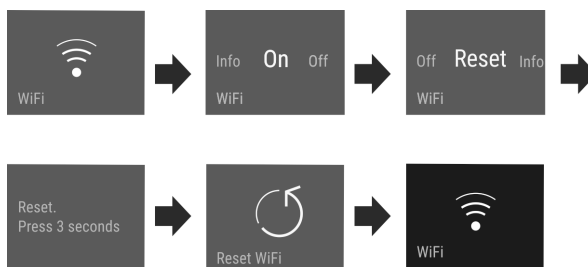 WiFi
Info On Off
WiFi
Off Reset Info
WiFi
Reset.
Press 3 seconds
Reset WiFi
WiFi